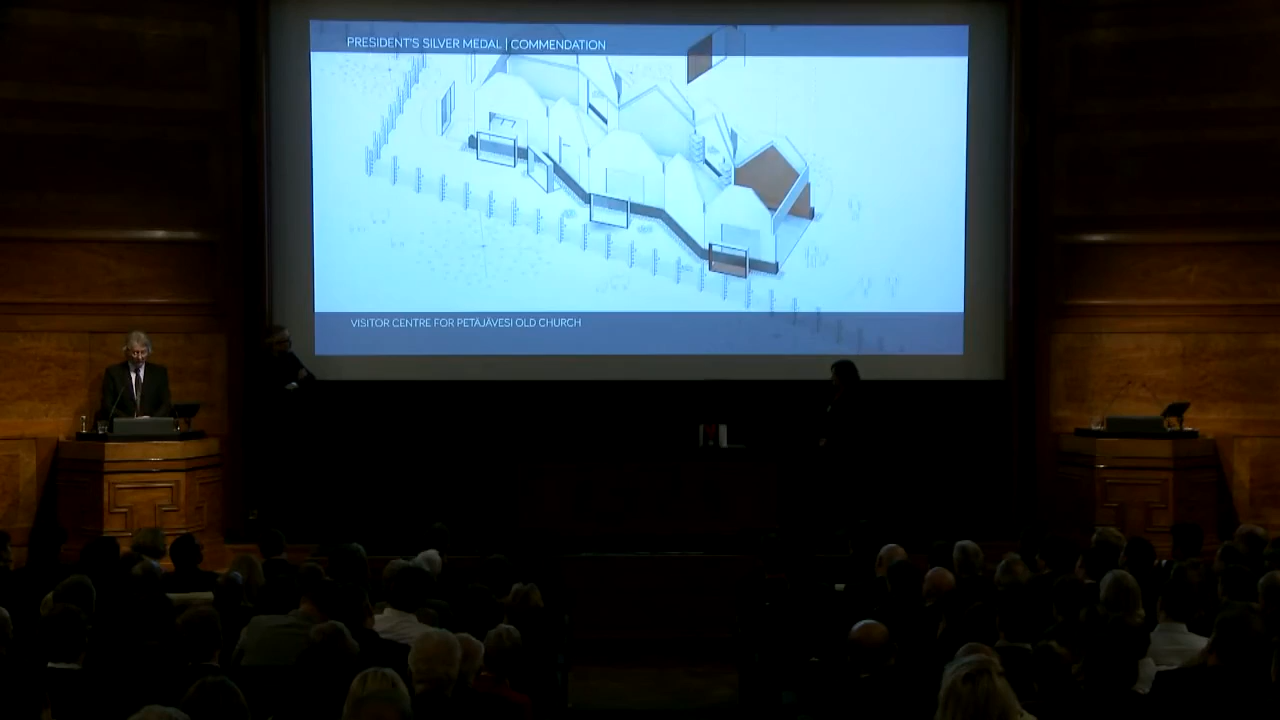 PRESIDENT'S SILVER MEDAL | COMMENDATION
VISITOR CENTRE FOR PETÄJÄVESI OLD CHURCH